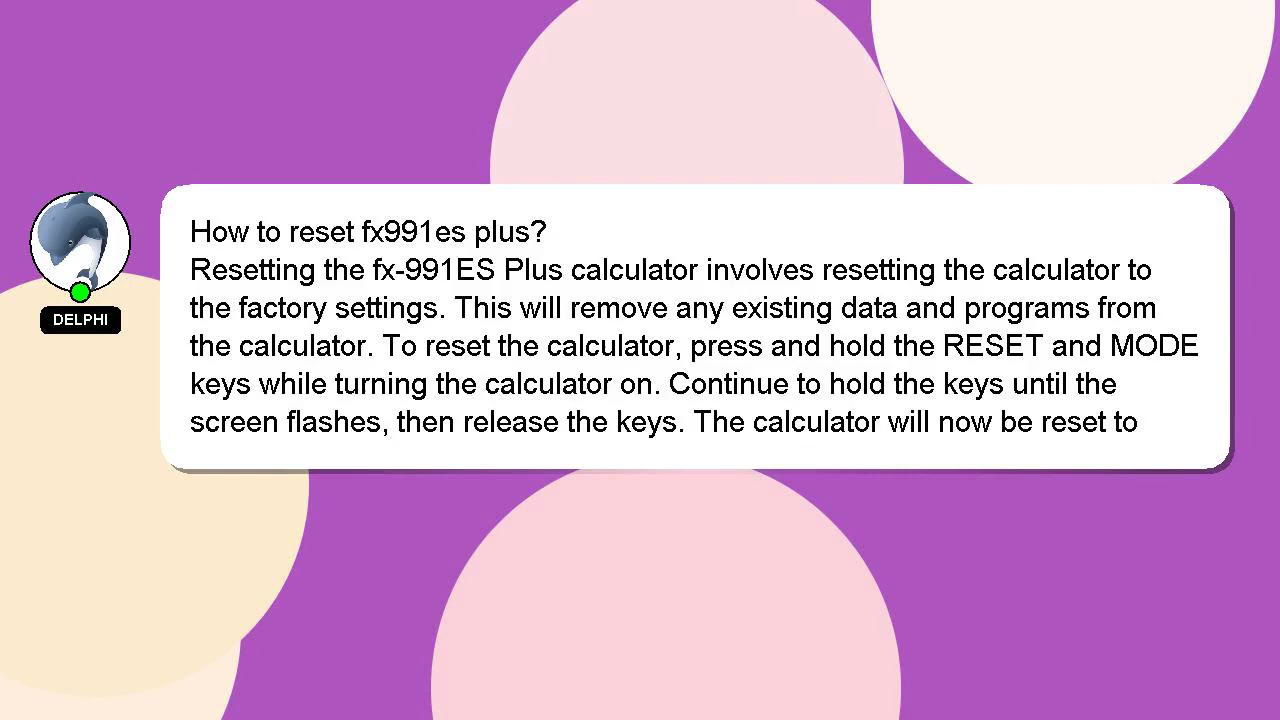 How to reset fx991es plus?
Resetting the fx-991ES Plus calculator involves resetting the calculator to
the factory settings. This will remove any existing data and programs from
the calculator. To reset the calculator, press and hold the RESET and MODE
keys while turning the calculator on. Continue to hold the keys until the
screen flashes, then release the keys. The calculator will now be reset to
DELPHI